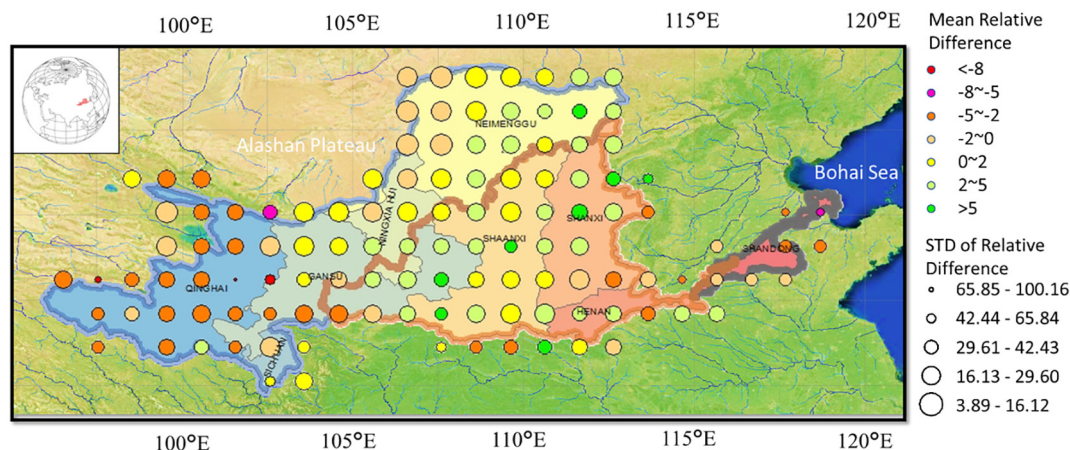 100°E 105°E 110°E 115°E 120°E
Mean Relative
Difference
<-8
-8~-5
-5~-2
-2~0
0~2
2~5
>5
NEIMENGGU
Alashan Plateau
Bohai Sea
NINGXIA HUI
SHANXI
SHAANXI
SHANDONG
GANSU
QINGHAI
HENAN
SICHUAN
STD of Relative
Difference
65.85 - 100.16
42.44 - 65.84
29.61 - 42.43
16.13 - 29.60
3.89 - 16.12
100°E 105°E 110°E 115°E 120°E